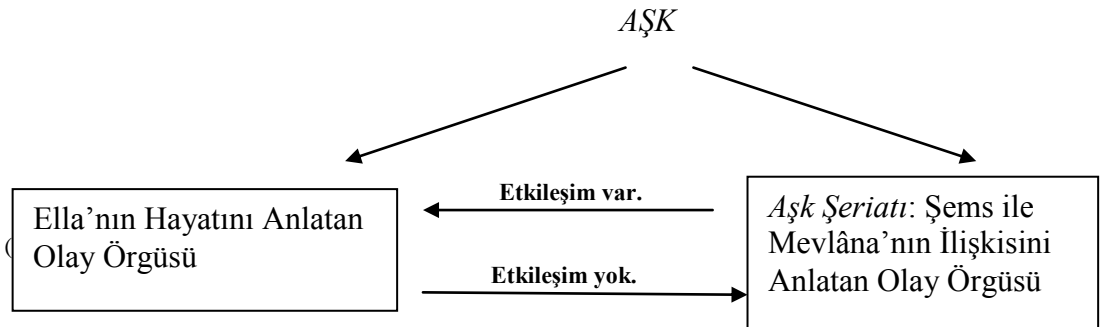 AŞK
Etkileşim var.
Ella’nın Hayatını Anlatan
Olay Örgüsü
(
Aşk Şeriatı: Şems ile
Mevlâna’nın İlişkisini
Anlatan Olay Örgüsü
Etkileşim yok.